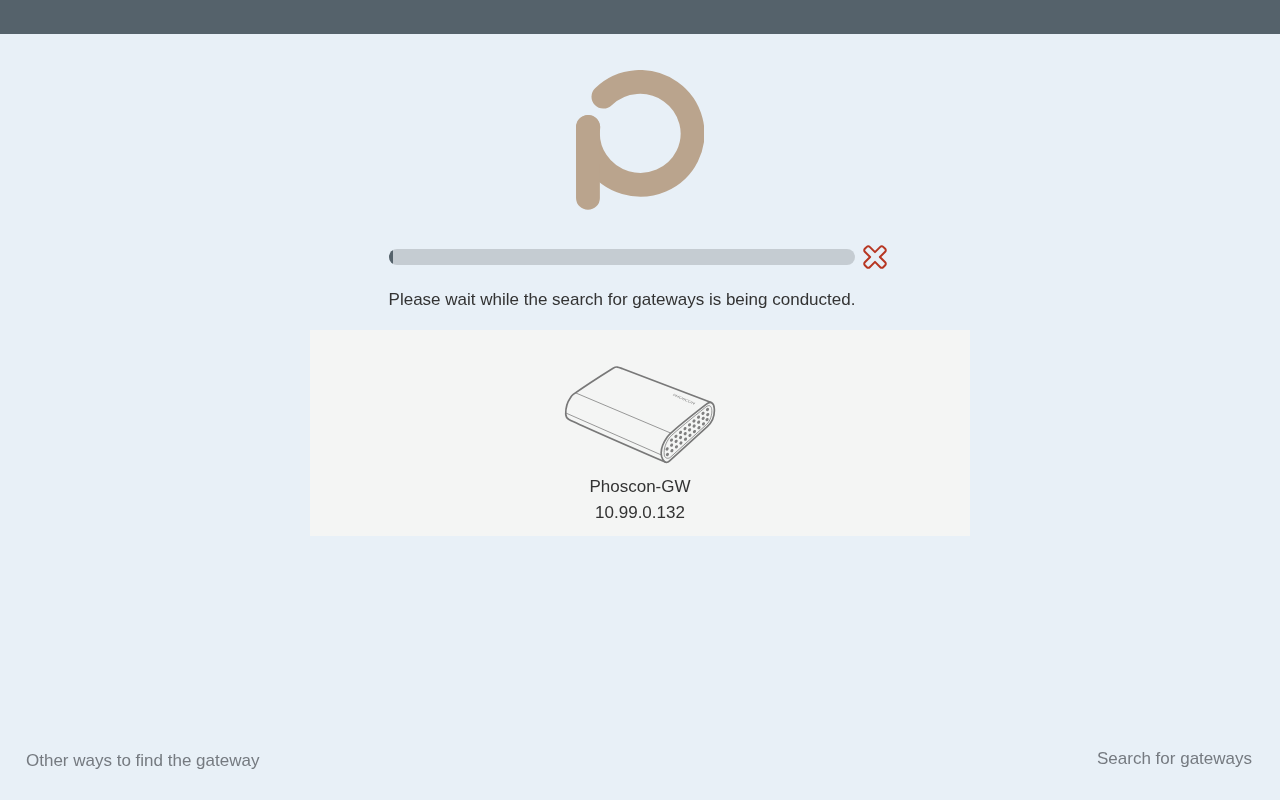 Please wait while the search for gateways is being conducted.
PHOSCON
Phoscon-GW
10.99.0.132
Other ways to find the gateway
Search for gateways